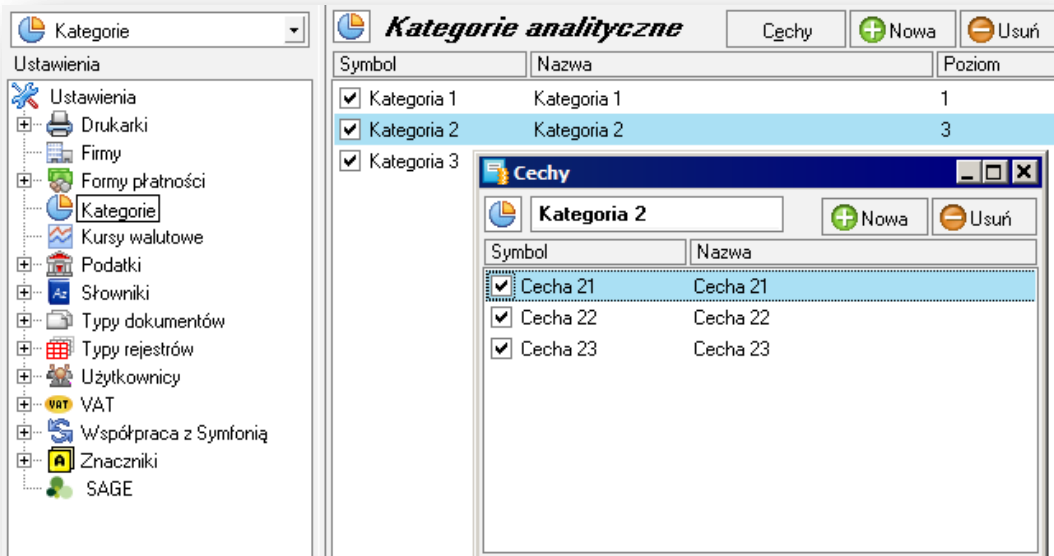 Kategorie
Ustawienia
Ustawienia
Drukarki
Firmy
Formy płatności
Kategorie
Kursy walutowe
Podatki
Az Słowniki
Typy dokumentów
Typy rejestrów
Użytkownicy
VAT VAT
Współpraca z Symfonią
A Znaczniki
SAGE
Kategorie analityczne Cechy Nowa Usuń
Symbol Nazwa Poziom
Kategoria 1 Kategoria 1 1
Kategoria 2 Kategoria 2 3
Kategoria 3
Cechy
Kategoria 2 Nowa Usuń
Symbol Nazwa
Cecha 21 Cecha 21
Cecha 22 Cecha 22
Cecha 23 Cecha 23